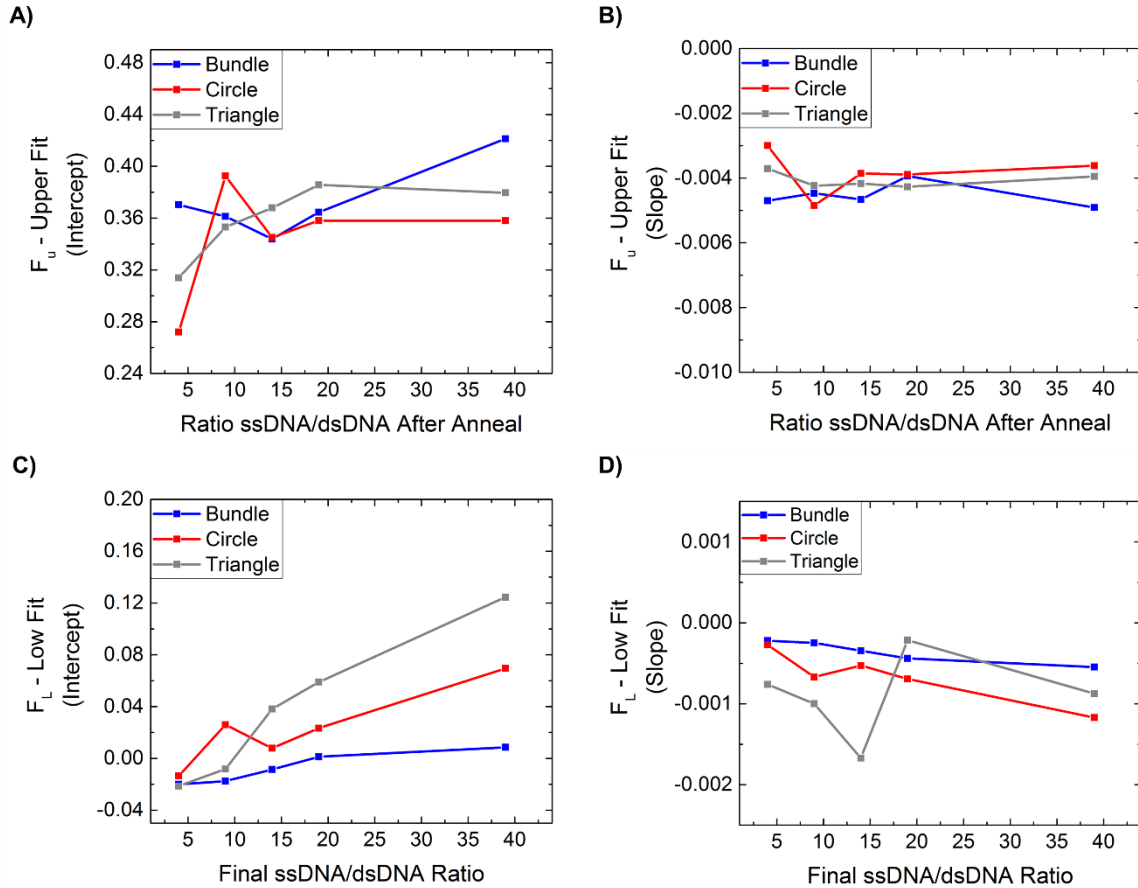 A)
0.48
0.44
0.40
0.36
0.32
0.28
0.24
Bundle
Circle
Triangle
F_u - Upper Fit
(Intercept)
5 10 15 20 25 30 35 40
Ratio ssDNA/dsDNA After Anneal
B)
0.000
-0.002
-0.004
-0.006
-0.008
-0.010
Bundle
Circle
Triangle
F_u - Upper Fit
(Slope)
5 10 15 20 25 30 35 40
Ratio ssDNA/dsDNA After Anneal
C)
0.20
0.16
0.12
0.08
0.04
0.00
-0.04
Bundle
Circle
Triangle
F_L - Low Fit
(Intercept)
5 10 15 20 25 30 35 40
Final ssDNA/dsDNA Ratio
D)
0.001
0.000
-0.001
-0.002
Bundle
Circle
Triangle
F_L - Low Fit
(Slope)
5 10 15 20 25 30 35 40
Final ssDNA/dsDNA Ratio